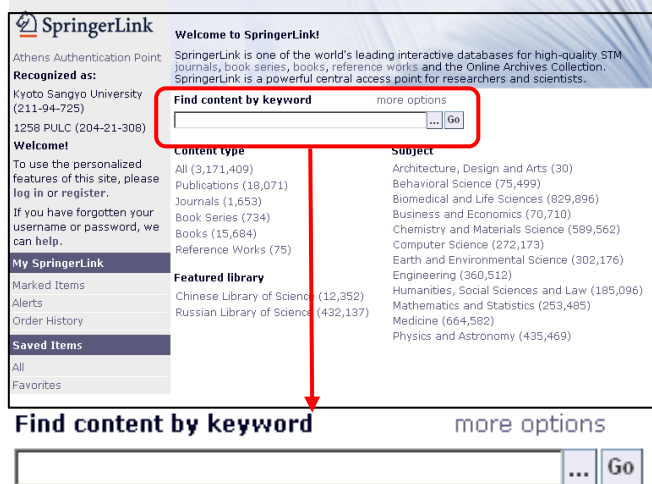 SpringerLink
Athens Authentication Point
Recognized as:
Kyoto Sangyo University
(211-94-725)
1258 PULC (204-21-308)
Welcome!
To use the personalized
features of this site, please
log in or register.
If you have forgotten your
username or password, we
can help.
My SpringerLink
Marked Items
Alerts
Order History
Saved Items
All
Favorites
Welcome to SpringerLink!
SpringerLink is one of the world's leading interactive databases for high-quality STM
journals, book series, books, reference works and the Online Archives Collection.
SpringerLink is a powerful central access point for researchers and scientists.
Find content by keyword more options
... Go
Content type
All (3,171,409)
Publications (18,071)
Journals (1,653)
Book Series (734)
Books (15,684)
Reference Works (75)
Featured library
Chinese Library of Science (12,352)
Russian Library of Science (432,137)
Subject
Architecture, Design and Arts (30)
Behavioral Science (75,499)
Biomedical and Life Sciences (829,896)
Business and Economics (70,710)
Chemistry and Materials Science (589,562)
Computer Science (272,173)
Earth and Environmental Science (302,176)
Engineering (360,512)
Humanities, Social Sciences and Law (185,096)
Mathematics and Statistics (253,485)
Medicine (664,582)
Physics and Astronomy (435,469)
Find content by keyword more options
... Go